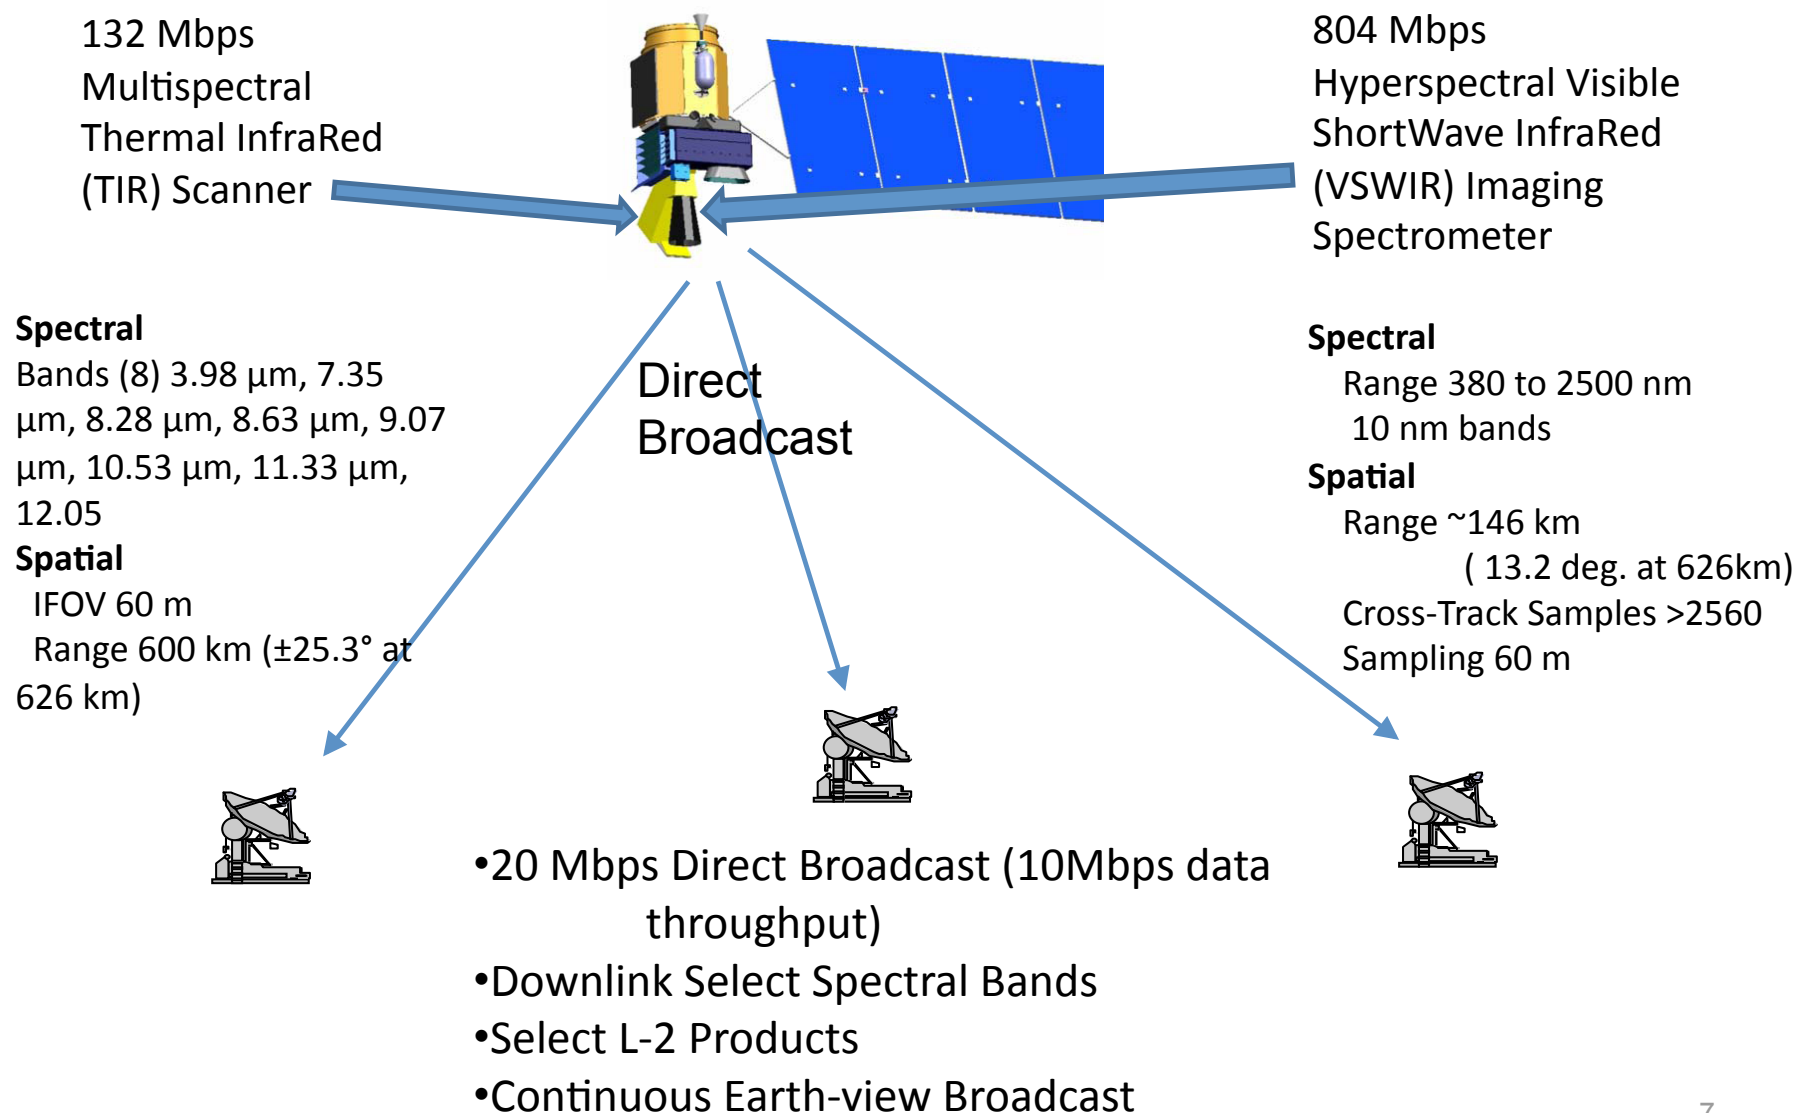 132 Mbps
Multispectral
Thermal InfraRed
(TIR) Scanner
804 Mbps
Hyperspectral Visible
ShortWave InfraRed
(VSWIR) Imaging
Spectrometer
Spectral
Bands (8) 3.98 µm, 7.35
µm, 8.28 µm, 8.63 µm, 9.07
µm, 10.53 µm, 11.33 µm,
12.05
Spatial
IFOV 60 m
Range 600 km (±25.3° at
626 km)
Direct
Broadcast
Spectral
Range 380 to 2500 nm
10 nm bands
Spatial
Range ~146 km
( 13.2 deg. at 626km)
Cross-Track Samples >2560
Sampling 60 m
•20 Mbps Direct Broadcast (10Mbps data
throughput)
•Downlink Select Spectral Bands
•Select L-2 Products
•Continuous Earth-view Broadcast